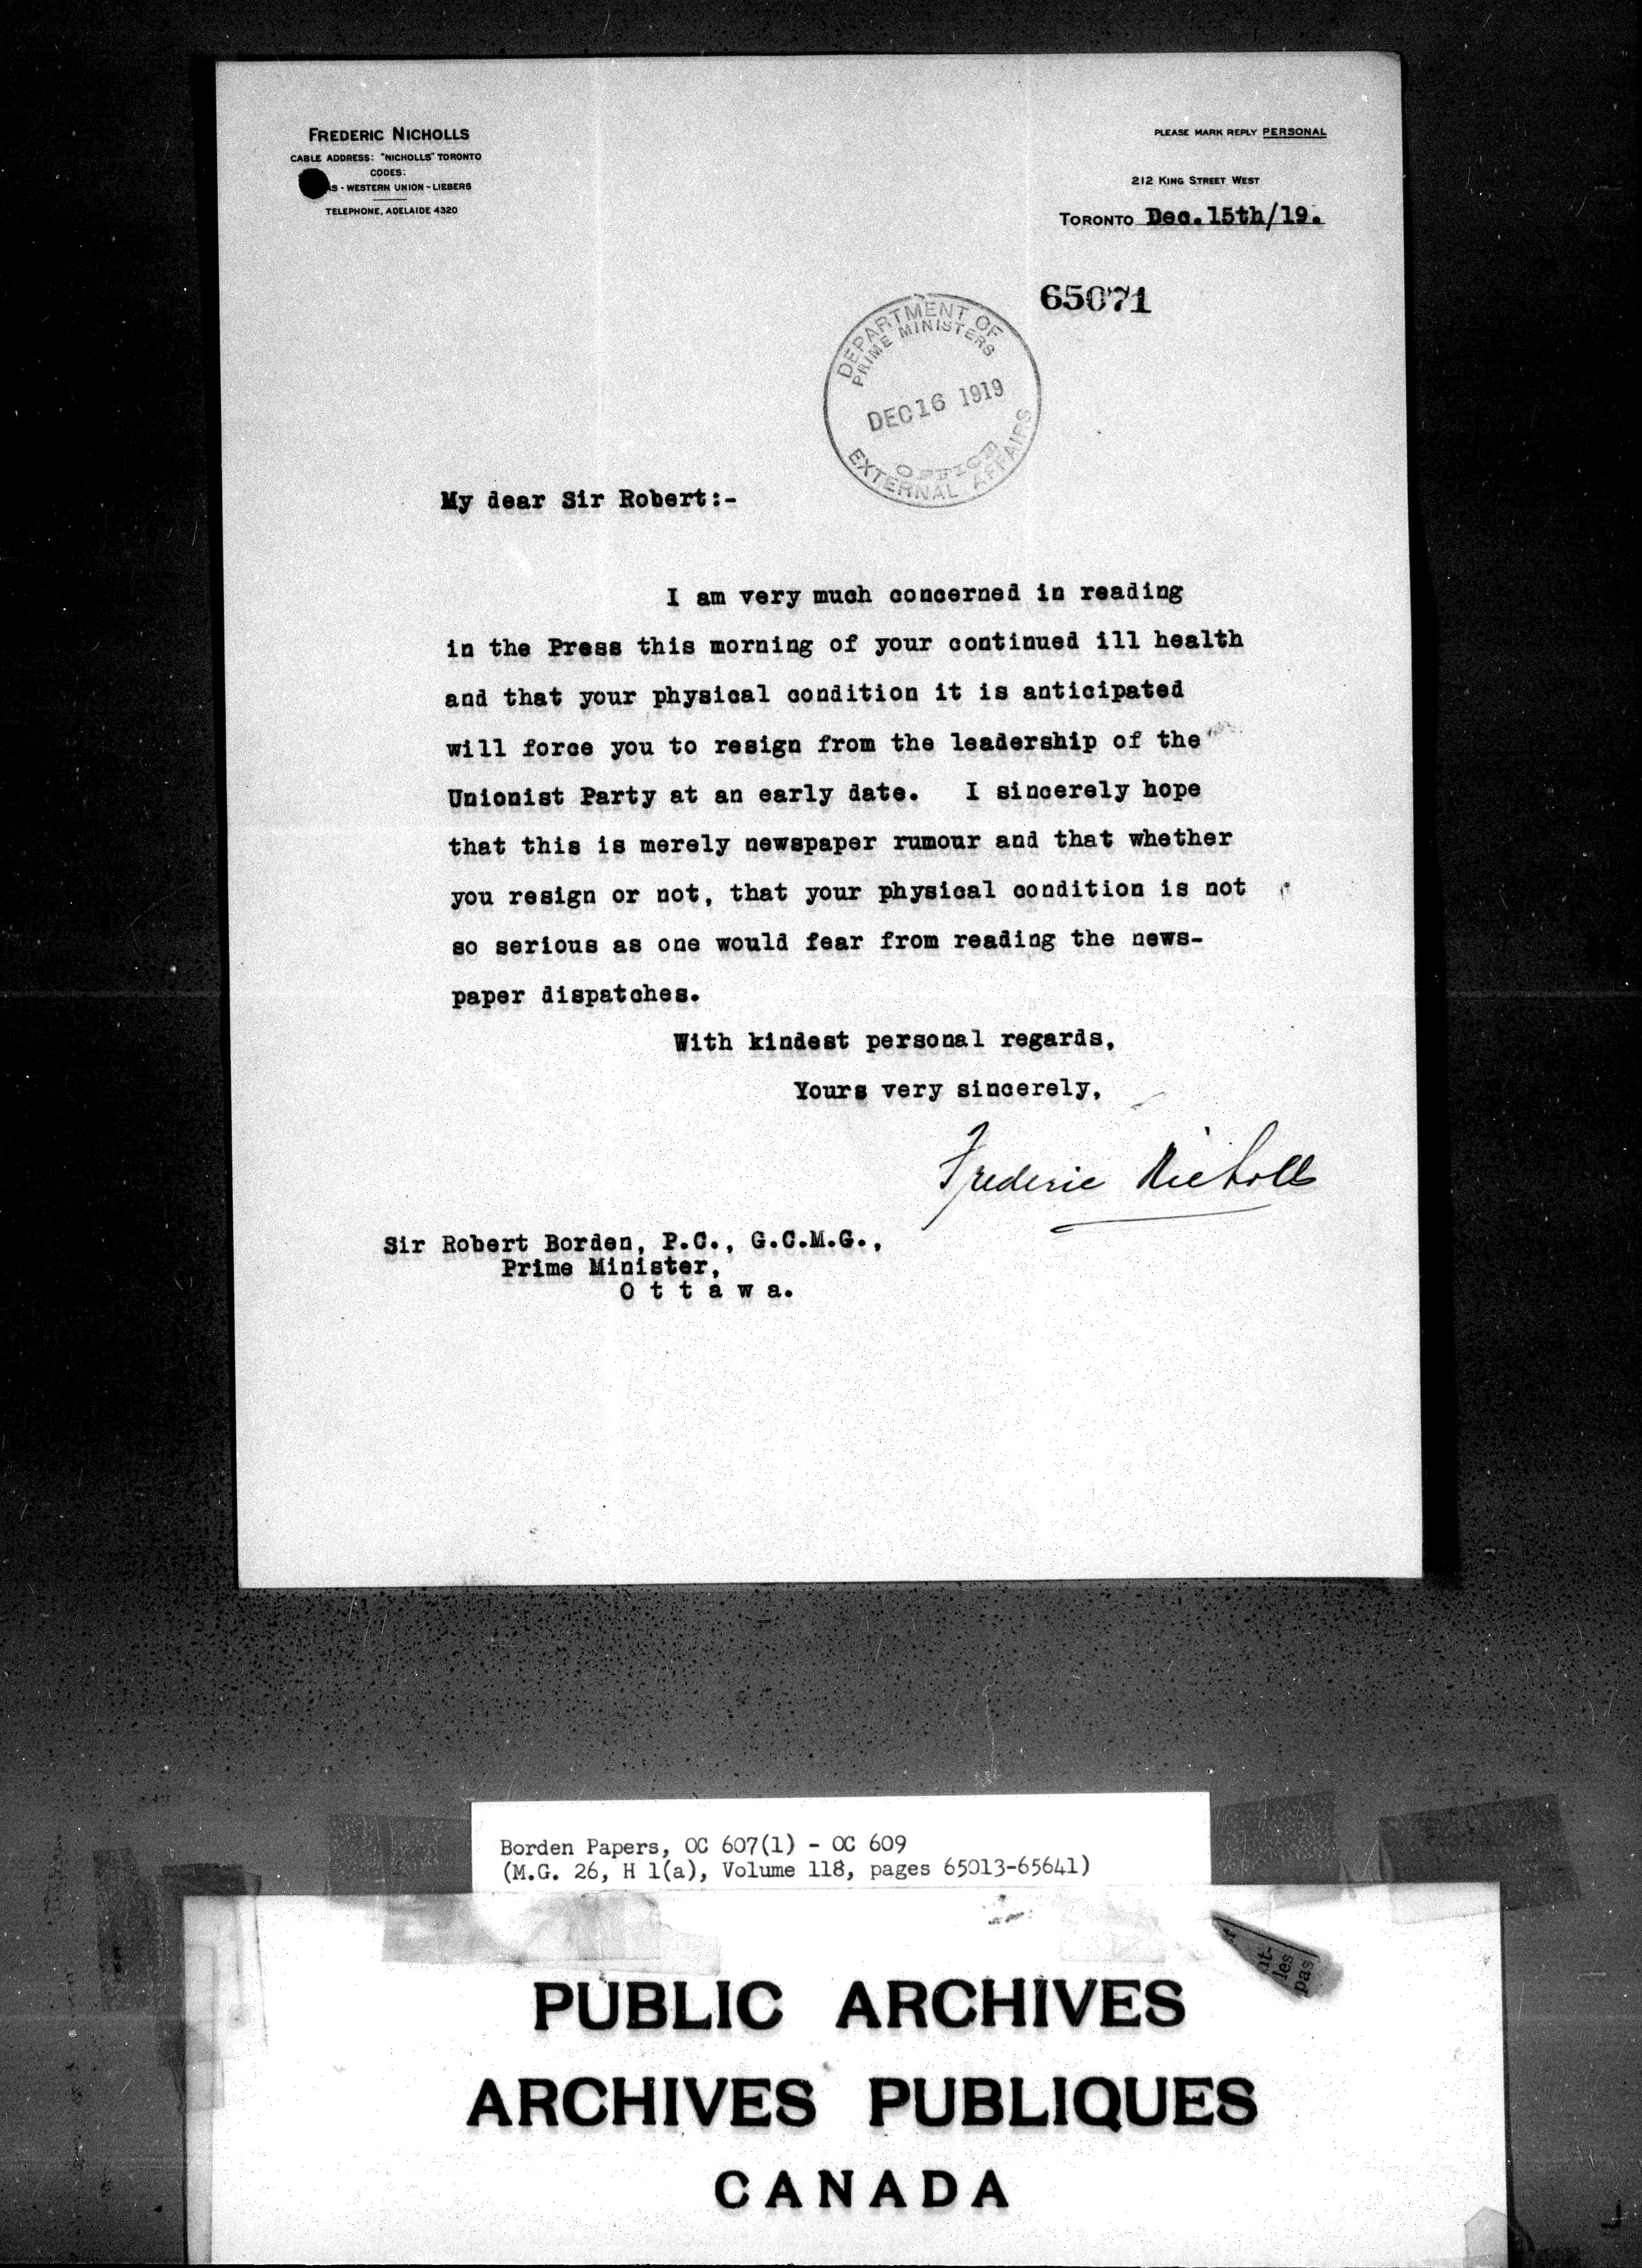 FREDERIC NICHOLLS
CABLE ADDRESS: "NICHOLLS" TORONTO
CODES:
- WESTERN UNION - LIEBERS
TELEPHONE, ADELAIDE 4320
PLEASE MARK REPLY PERSONAL
212 KING STREET WEST
TORONTO Dec. 15th/19.
65071
DEPARTMENT OF
PRIME MINISTERS
DEC 16 1919
OFFICE
EXTERNAL AFFAIRS
My dear Sir Robert:-
I am very much concerned in reading
in the Press this morning of your continued ill health
and that your physical condition it is anticipated
will force you to resign from the leadership of the
Unionist Party at an early date. I sincerely hope
that this is merely newspaper rumour and that whether
you resign or not, that your physical condition is not
so serious as one would fear from reading the news-
paper dispatches.
With kindest personal regards,
Yours very sincerely,
Frederic Nicholls
Sir Robert Borden, P.C., G.C.M.G.,
Prime Minister,
O t t a w a.
Borden Papers, OC 607(1) - OC 609
(M.G. 26, H 1(a), Volume 118, pages 65013-65641)
les
pas
PUBLIC ARCHIVES
ARCHIVES PUBLIQUES
CANADA